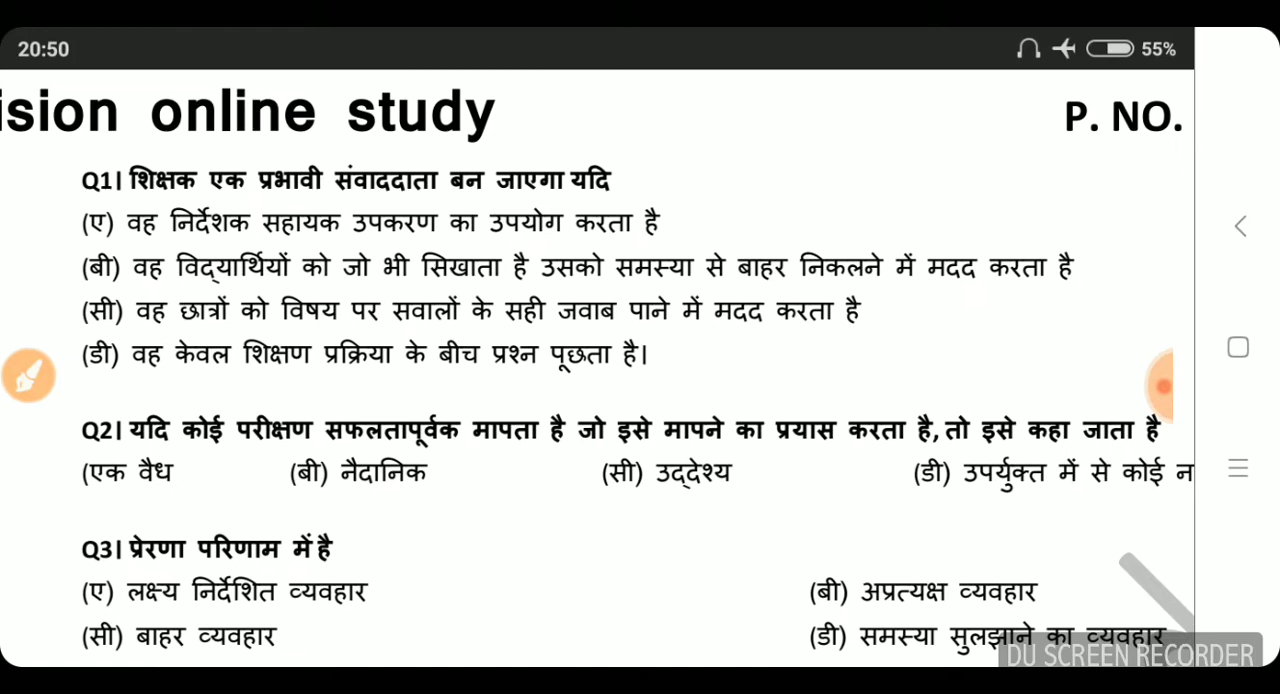 20:50 55%
ision online study P. NO.
Q1। शिक्षक एक प्रभावी संवाददाता बन जाएगा यदि
(ए) वह निर्देशक सहायक उपकरण का उपयोग करता है
(बी) वह विद्यार्थियों को जो भी सिखाता है उसको समस्या से बाहर निकलने में मदद करता है
(सी) वह छात्रों को विषय पर सवालों के सही जवाब पाने में मदद करता है
(डी) वह केवल शिक्षण प्रक्रिया के बीच प्रश्न पूछता है।
Q2। यदि कोई परीक्षण सफलतापूर्वक मापता है जो इसे मापने का प्रयास करता है, तो इसे कहा जाता है
(एक वैध (बी) नैदानिक (सी) उद्देश्य (डी) उपर्युक्त में से कोई न
Q3। प्रेरणा परिणाम में है
(ए) लक्ष्य निर्देशित व्यवहार (बी) अप्रत्यक्ष व्यवहार
(सी) बाहर व्यवहार (डी) समस्या सुलझाने का व्यवहार
DU SCREEN RECORDER